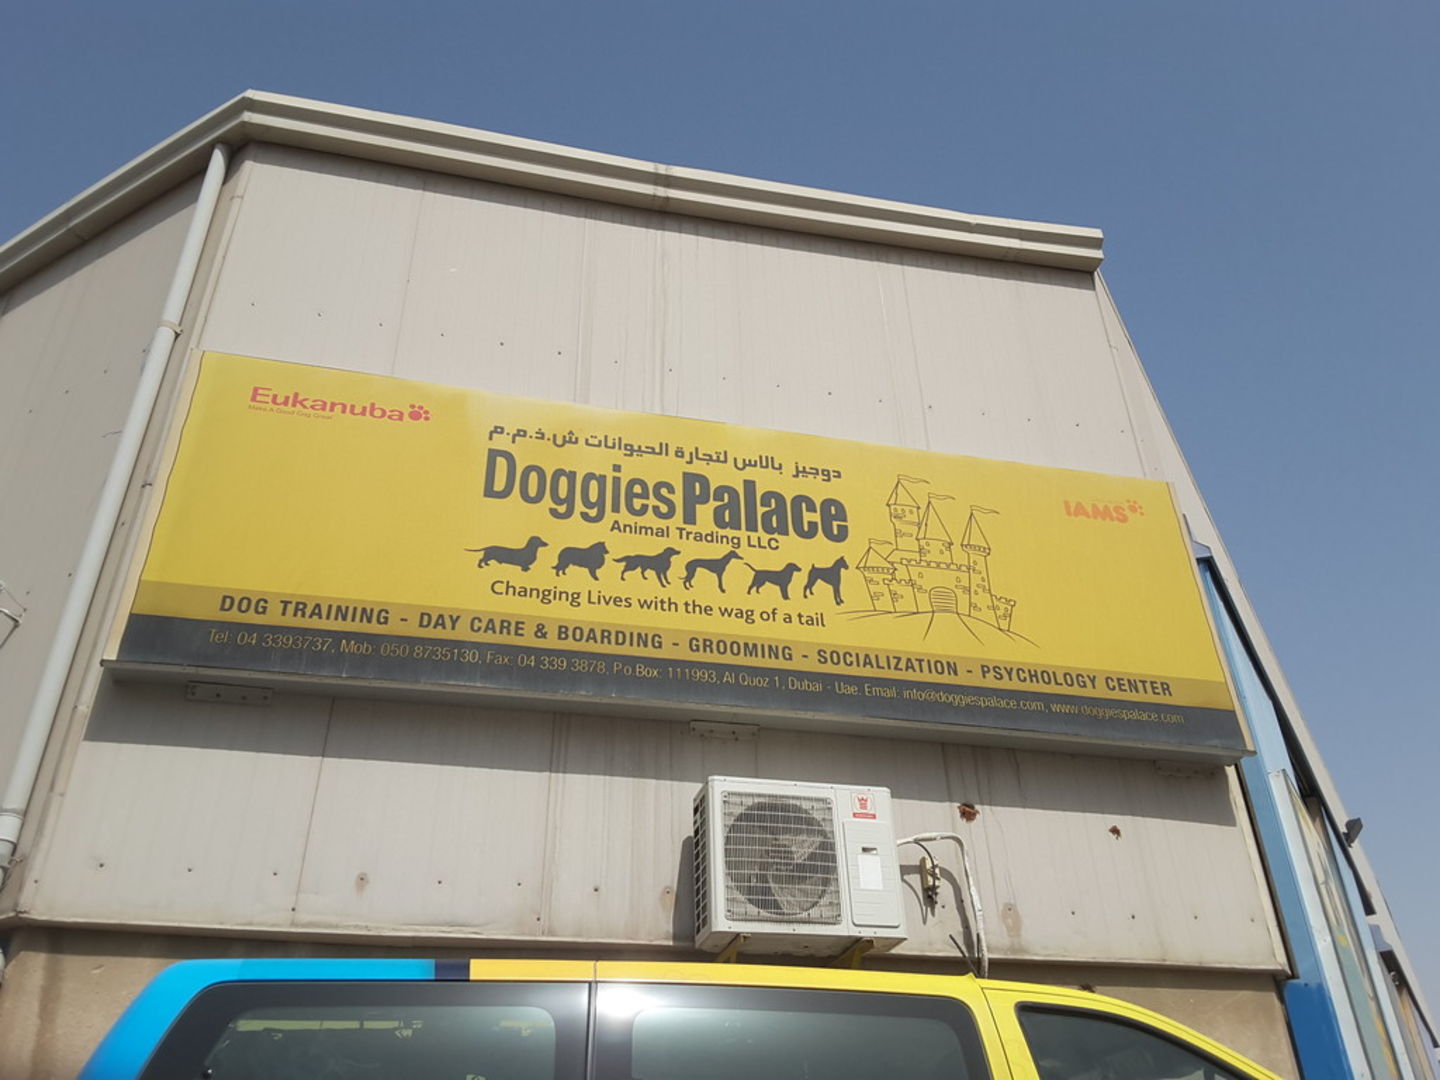 Eukanuba
Make A Good Dog Great
دوجيز بالاس لتجارة الحيوانات ش.ذ.م.م
DoggiesPalace
Animal Trading LLC
IAMS
Changing Lives with the wag of a tail
DOG TRAINING - DAY CARE & BOARDING - GROOMING - SOCIALIZATION - PSYCHOLOGY CENTER
Tel: 04 3393737, Mob: 050 8735130, Fax: 04 339 3878, P.o.Box: 111993, Al Quoz 1, Dubai - Uae. Email: info@doggiespalace.com, www.doggiespalace.com